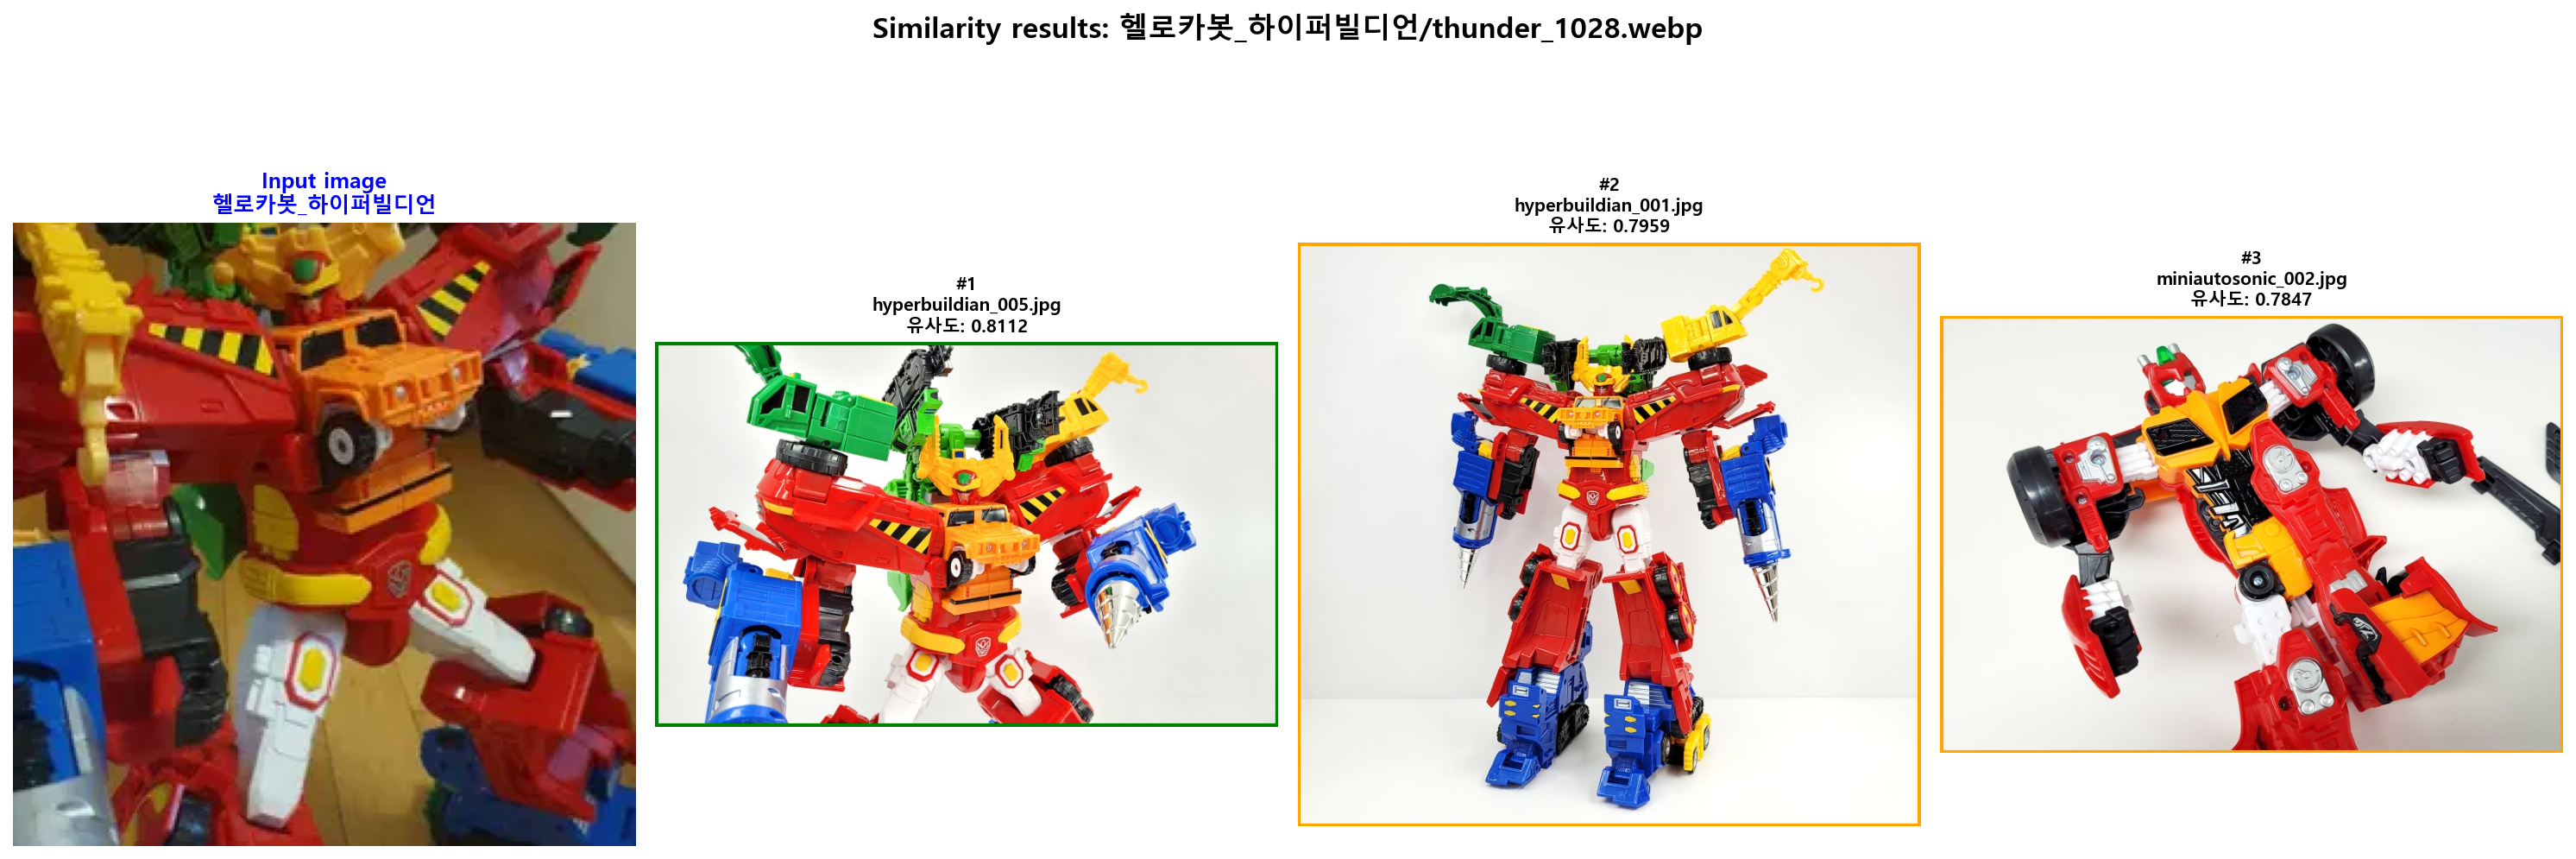 Similarity results: 헬로카봇_하이퍼빌디언/thunder_1028.webp
Input image
헬로카봇_하이퍼빌디언
#1
hyperbuildian_005.jpg
유사도: 0.8112
#2
hyperbuildian_001.jpg
유사도: 0.7959
#3
miniautosonic_002.jpg
유사도: 0.7847